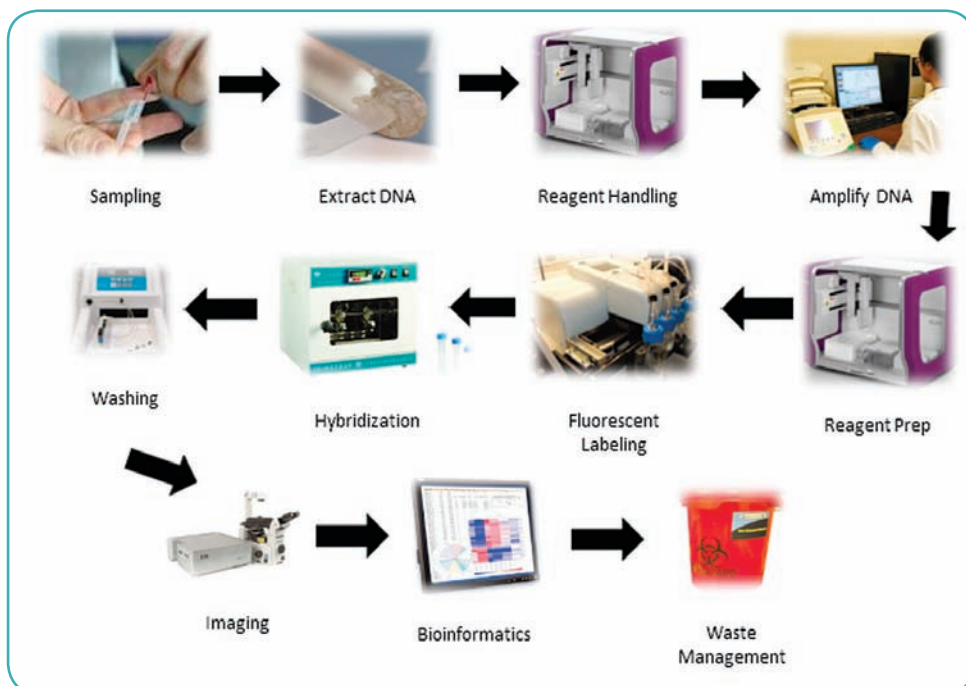 Sampling
Extract DNA
Reagent Handling
Amplify DNA
Washing
Hybridization
Fluorescent
Labeling
Reagent Prep
Imaging
Bioinformatics
Waste
Management